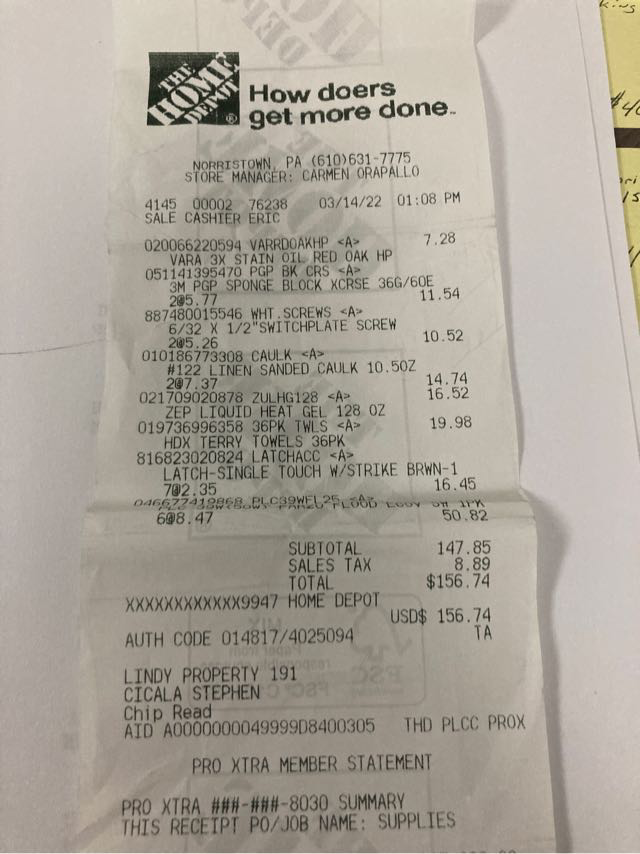 THE
HOME
DEPOT
How doers
get more done.
NORRISTOWN, PA (610)631-7775
STORE MANAGER: CARMEN ORAPALLO
4145 00002 76238 03/14/22 01:08 PM
SALE CASHIER ERIC
020066220594 VARRDOAKHP <A> 7.28
VARA 3X STAIN OIL RED OAK HP
051141395470 PGP BK CRS <A>
3M PGP SPONGE BLOCK XCRSE 36G/60E
2@5.77 11.54
887480015546 WHT.SCREWS <A>
6/32 X 1/2"SWITCHPLATE SCREW
2@5.26 10.52
010186773308 CAULK <A>
#122 LINEN SANDED CAULK 10.5OZ
2@7.37 14.74
021709020878 ZULHG128 <A> 16.52
ZEP LIQUID HEAT GEL 128 OZ
019736996358 36PK TWLS <A> 19.98
HDX TERRY TOWELS 36PK
816823020824 LATCHACC <A>
LATCH-SINGLE TOUCH W/STRIKE BRWN-1
7@2.35 16.45
046677419868 <A>
6@8.47 50.82
SUBTOTAL 147.85
SALES TAX 8.89
TOTAL $156.74
XXXXXXXXXXXX9947 HOME DEPOT
USD$ 156.74
AUTH CODE 014817/4025094 TA
LINDY PROPERTY 191
CICALA STEPHEN
Chip Read
AID A0000000049999D8400305 THD PLCC PROX
PRO XTRA MEMBER STATEMENT
PRO XTRA ###-###-8030 SUMMARY
THIS RECEIPT PO/JOB NAME: SUPPLIES